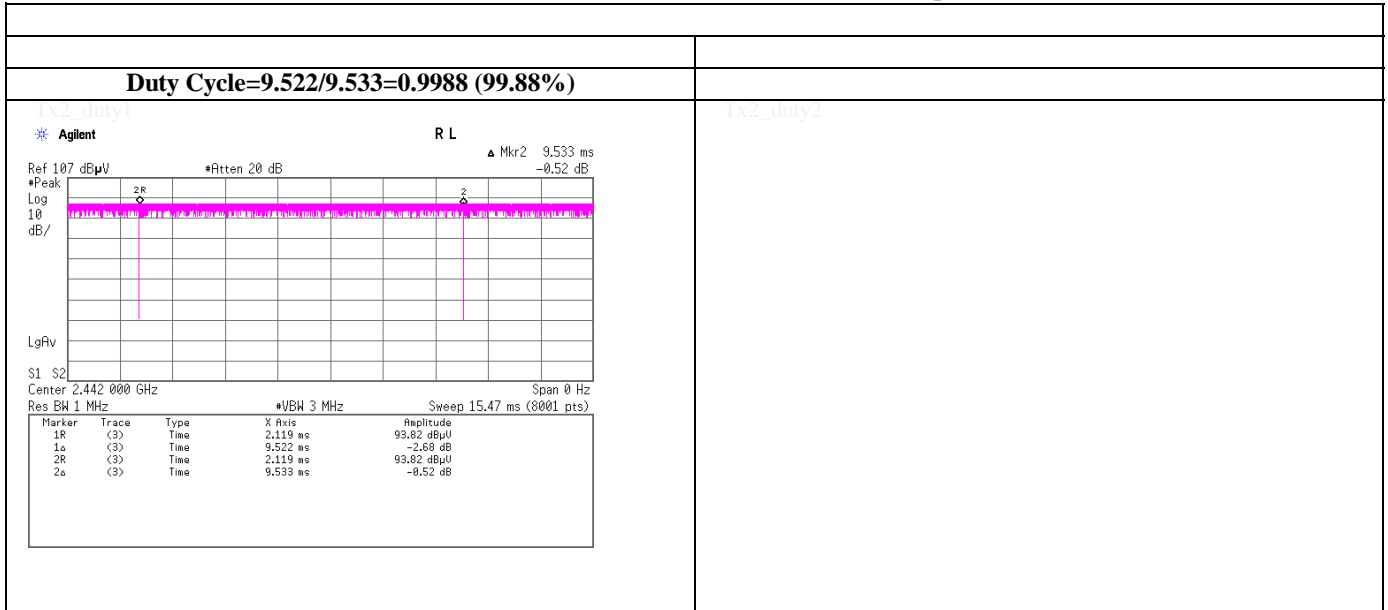 Duty Cycle=9.522/9.533=0.9988 (99.88%)
Tx2_duty1
Tx2_duty2
Agilent
R L
Δ Mkr2 9.533 ms
Ref 107 dBµV #Atten 20 dB -0.52 dB
#Peak
Log
10
dB/
2R
2
LgAv
S1 S2
Center 2.442 000 GHz Span 0 Hz
Res BW 1 MHz #VBW 3 MHz Sweep 15.47 ms (8001 pts)
Marker Trace Type X Axis Amplitude
1R (3) Time 2.119 ms 93.82 dBµV
1Δ (3) Time 9.522 ms -2.68 dB
2R (3) Time 2.119 ms 93.82 dBµV
2Δ (3) Time 9.533 ms -0.52 dB